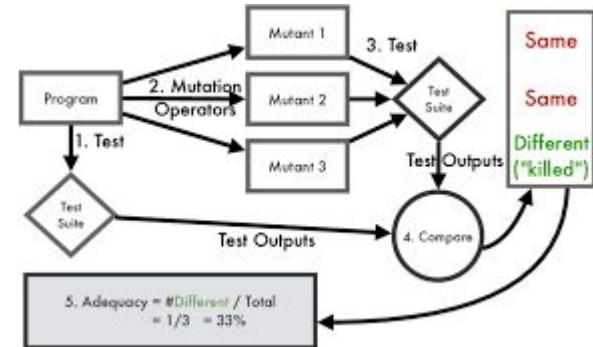 Mutant 1
3. Test
Same
Program
2. Mutation
Operators
Mutant 2
Test
Suite
Same
1. Test
Mutant 3
Test Outputs
Different
("killed")
Test
Suite
Test Outputs
4. Compare
5. Adequacy = #Different / Total
= 1/3 = 33%